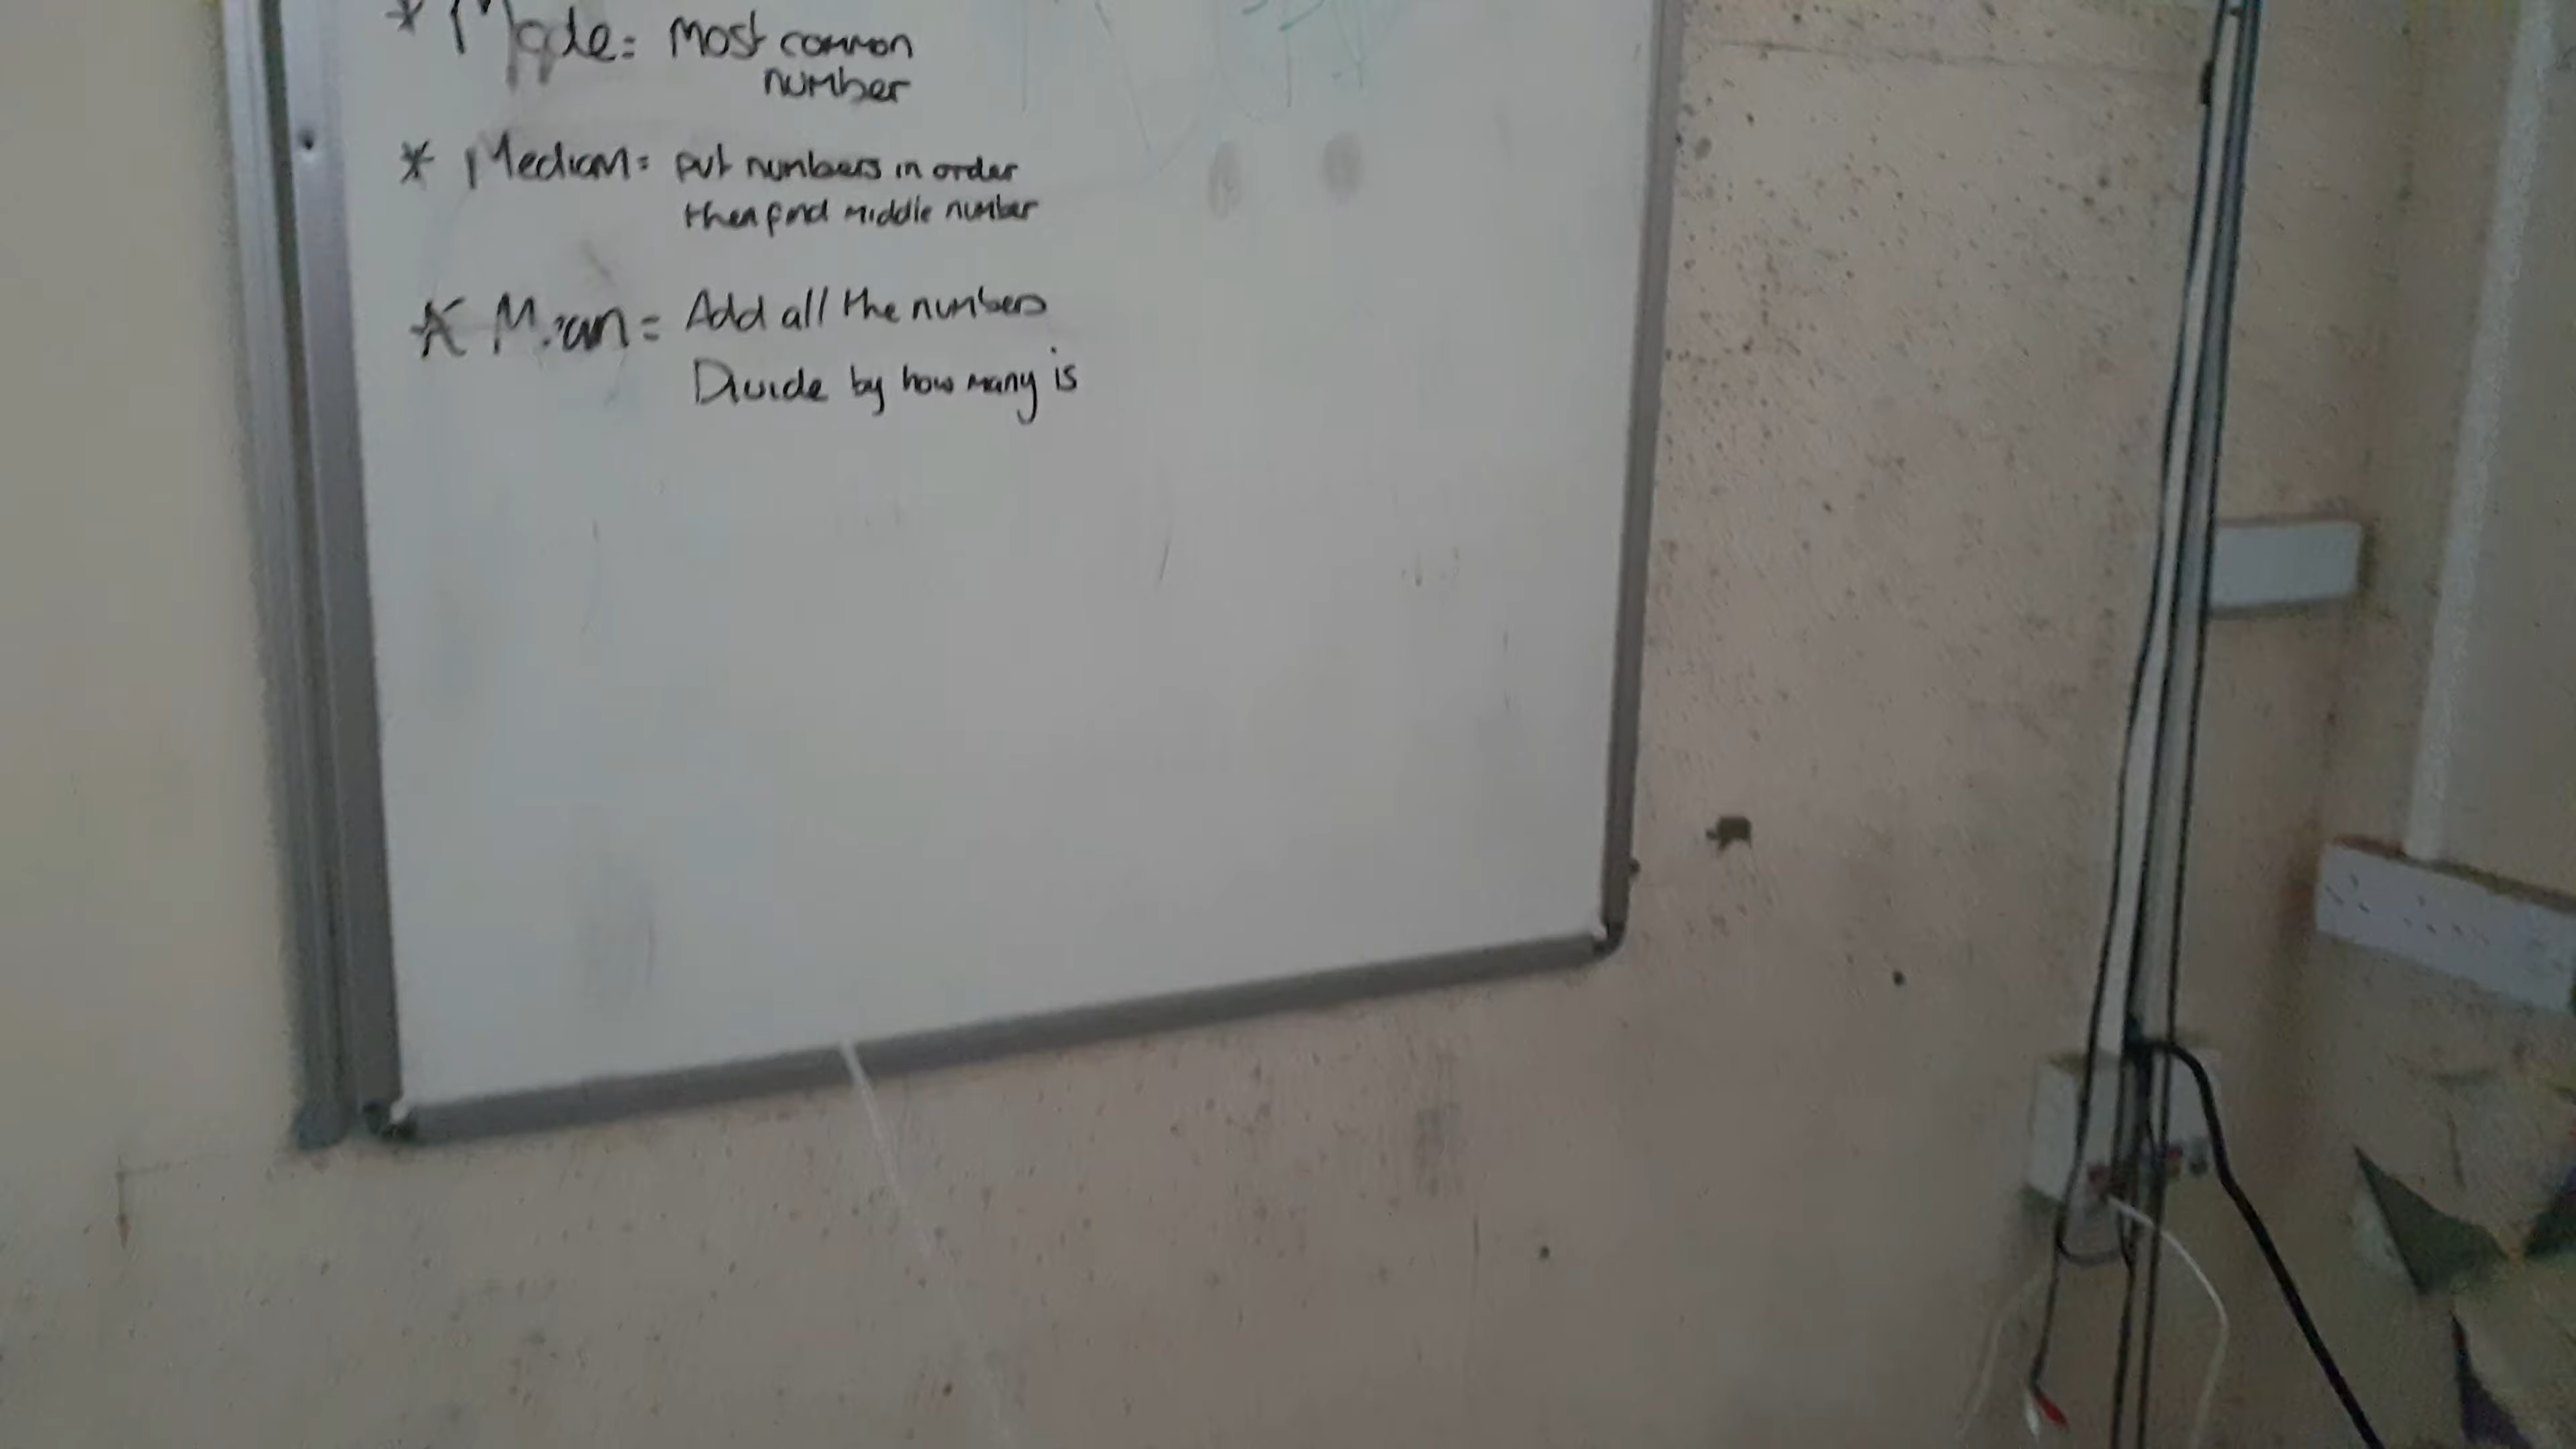 * Mode= Most common
number
* Median= put numbers in order
then find middle number
* Mean= Add all the numbers
Divide by how many is